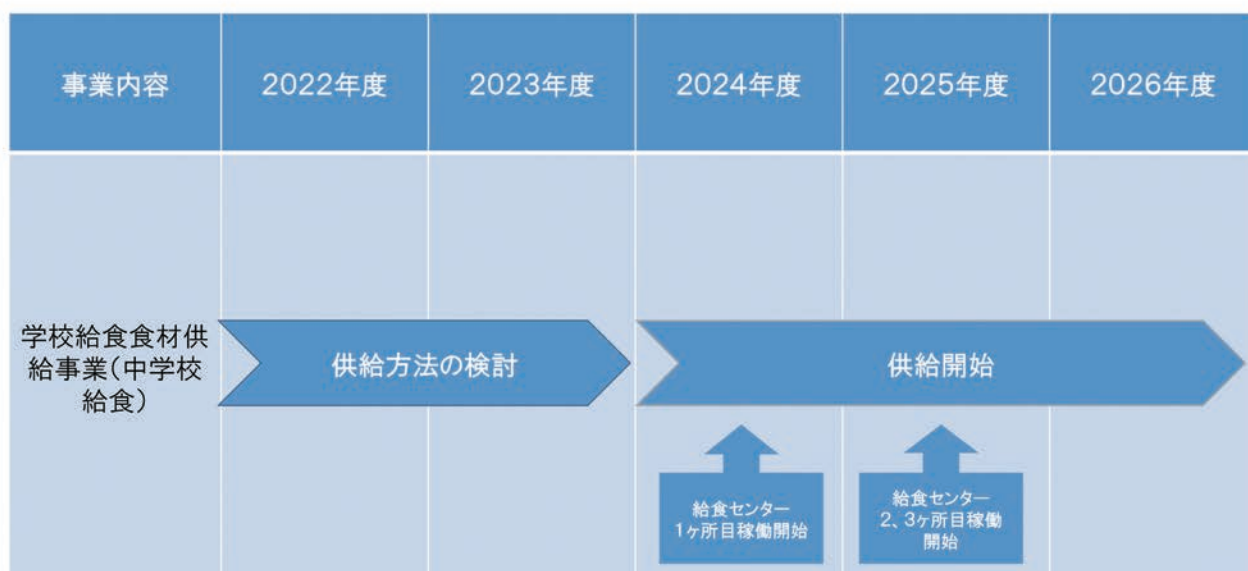 事業内容
2022年度
2023年度
2024年度
2025年度
2026年度
学校給食食材供
給事業(中学校
給食)
供給方法の検討
供給開始
給食センター
1ヶ所目稼働開始
給食センター
2、3ヶ所目稼働
開始